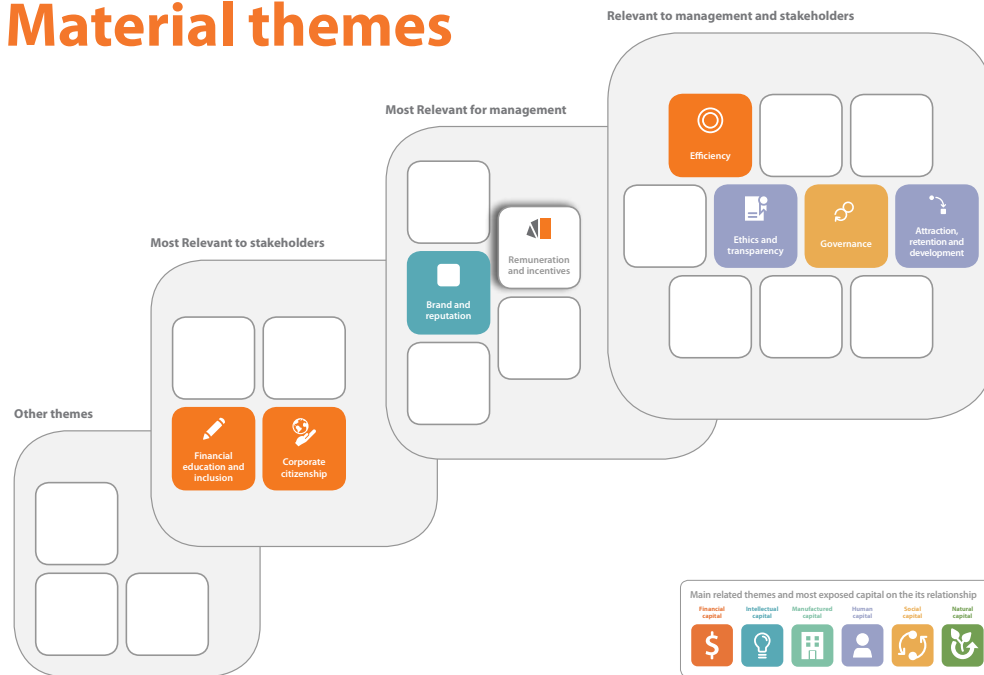 Material themes
Relevant to management and stakeholders
Efficiency
Ethics and
transparency
Governance
Attraction,
retention and
development
Most Relevant for management
Remuneration
and incentives
Brand and
reputation
Most Relevant to stakeholders
Financial
education and
inclusion
Corporate
citizenship
Other themes
Main related themes and most exposed capital on the its relationship
Financial
capital
Intellectual
capital
Manufactured
capital
Human
capital
Social
capital
Natural
capital
$